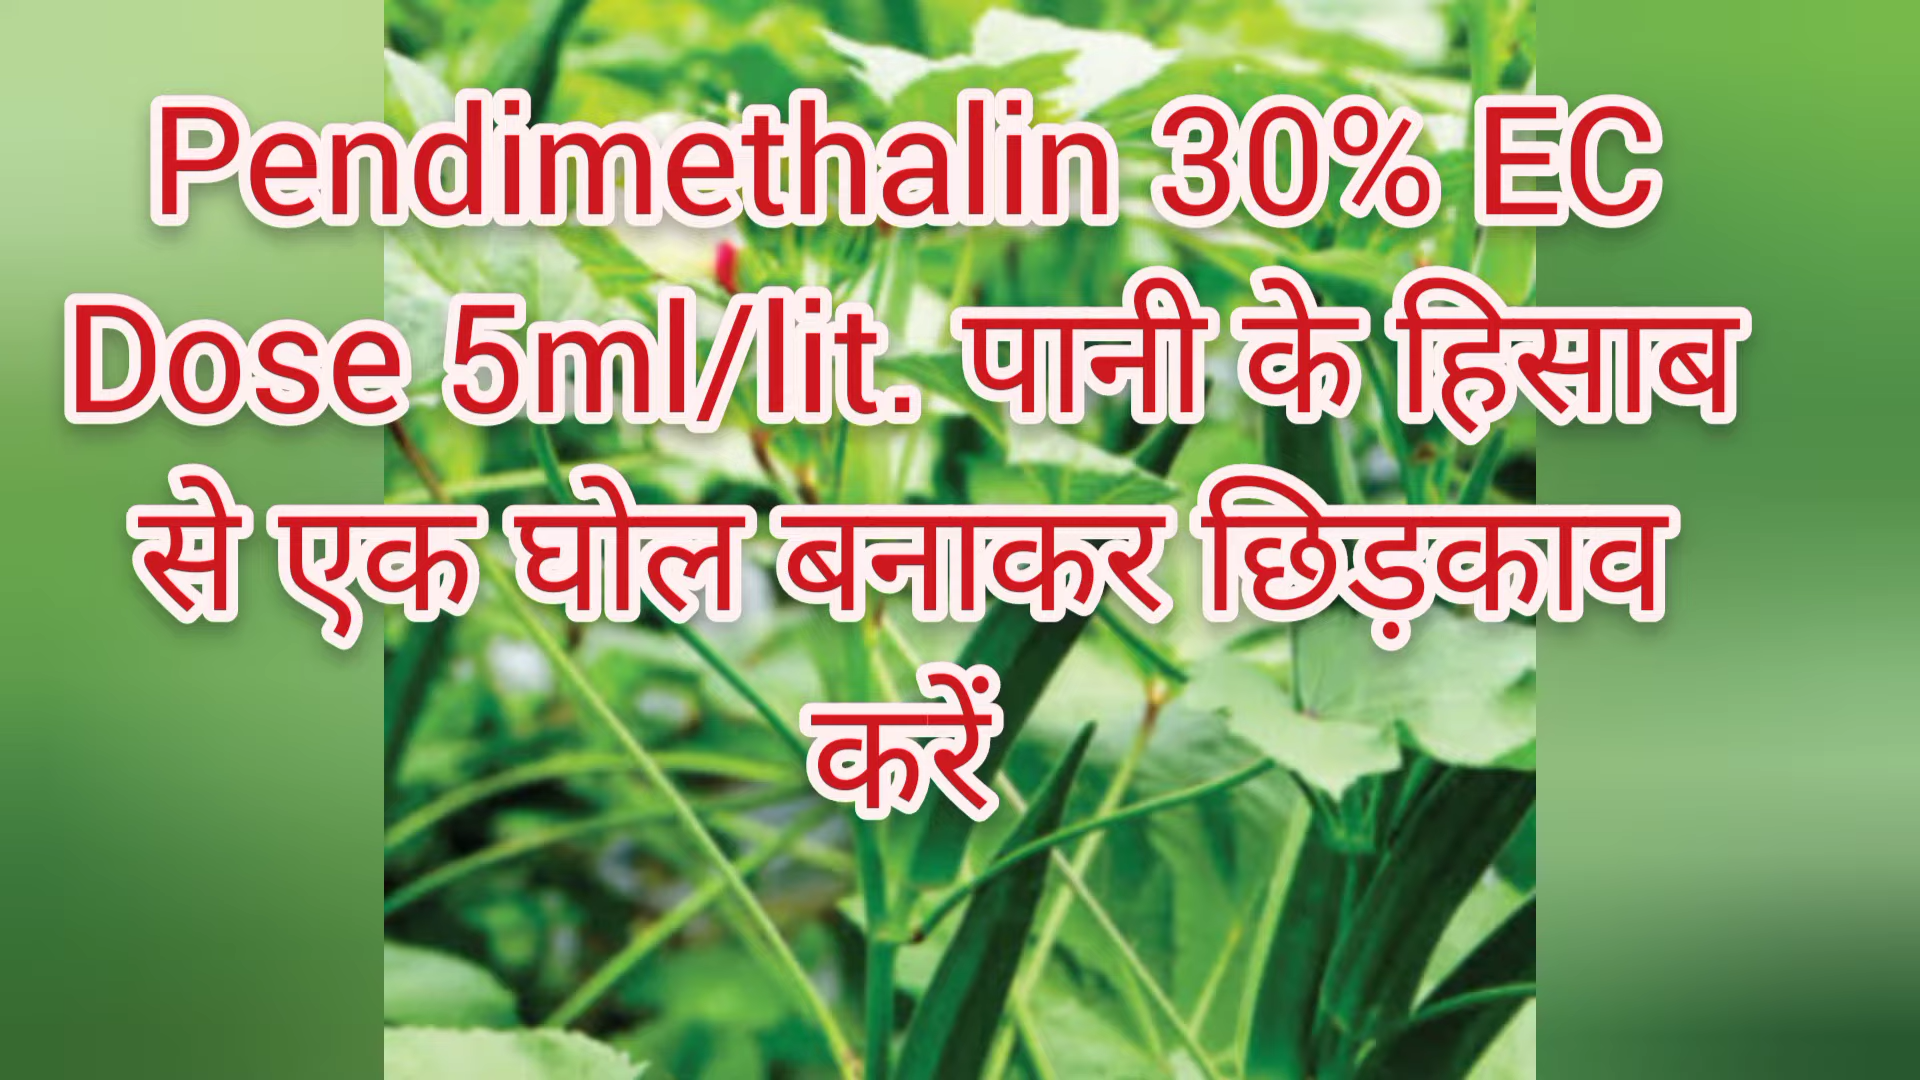 Pendimethalin 30% EC
Dose 5ml/lit. पानी के हिसाब
से एक घोल बनाकर छिड़काव
करें